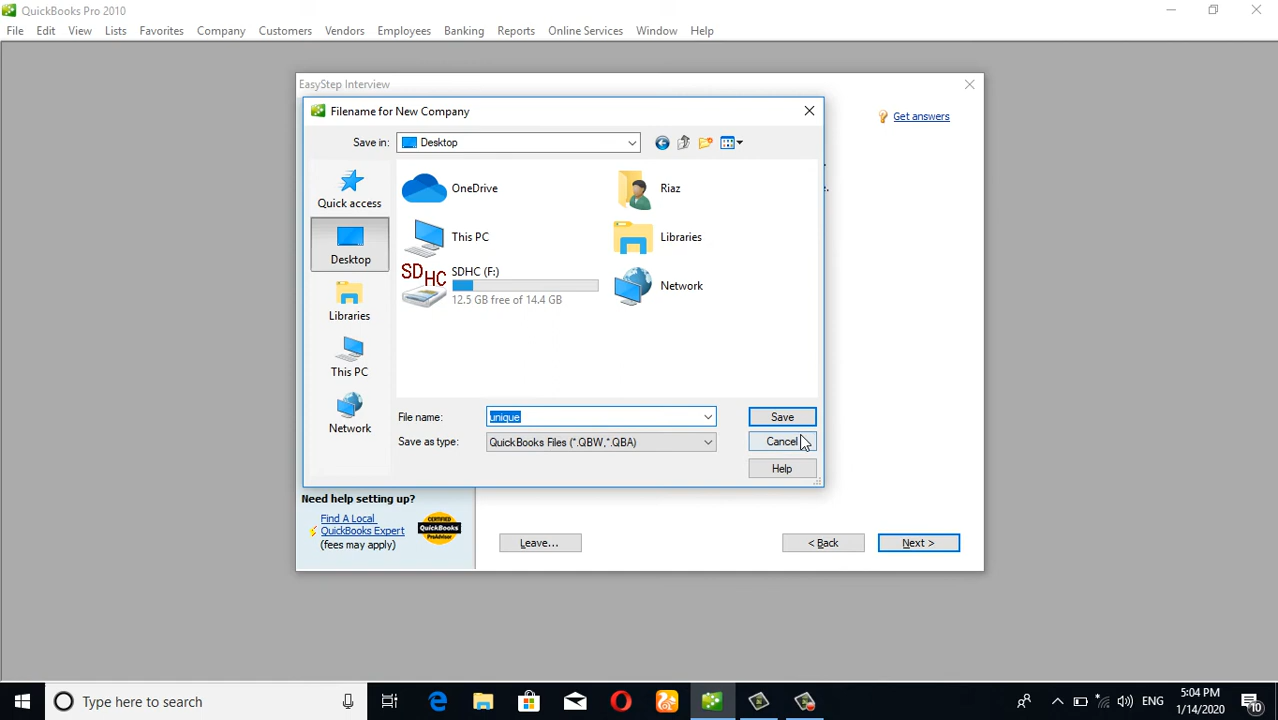 QuickBooks Pro 2010
File Edit View Lists Favorites Company Customers Vendors Employees Banking Reports Online Services Window Help
EasyStep Interview
Filename for New Company
Get answers
Save in: Desktop
Quick access
Desktop
Libraries
This PC
Network
OneDrive
Riaz
This PC
Libraries
SDHC (F:)
12.5 GB free of 14.4 GB
Network
File name: unique Save
Save as type: QuickBooks Files (*.QBW,*.QBA) Cancel
Help
Need help setting up?
Find A Local
QuickBooks Expert
(fees may apply)
CERTIFIED
QuickBooks
ProAdvisor
Leave... < Back Next >
Type here to search
ENG
5:04 PM
1/14/2020
10